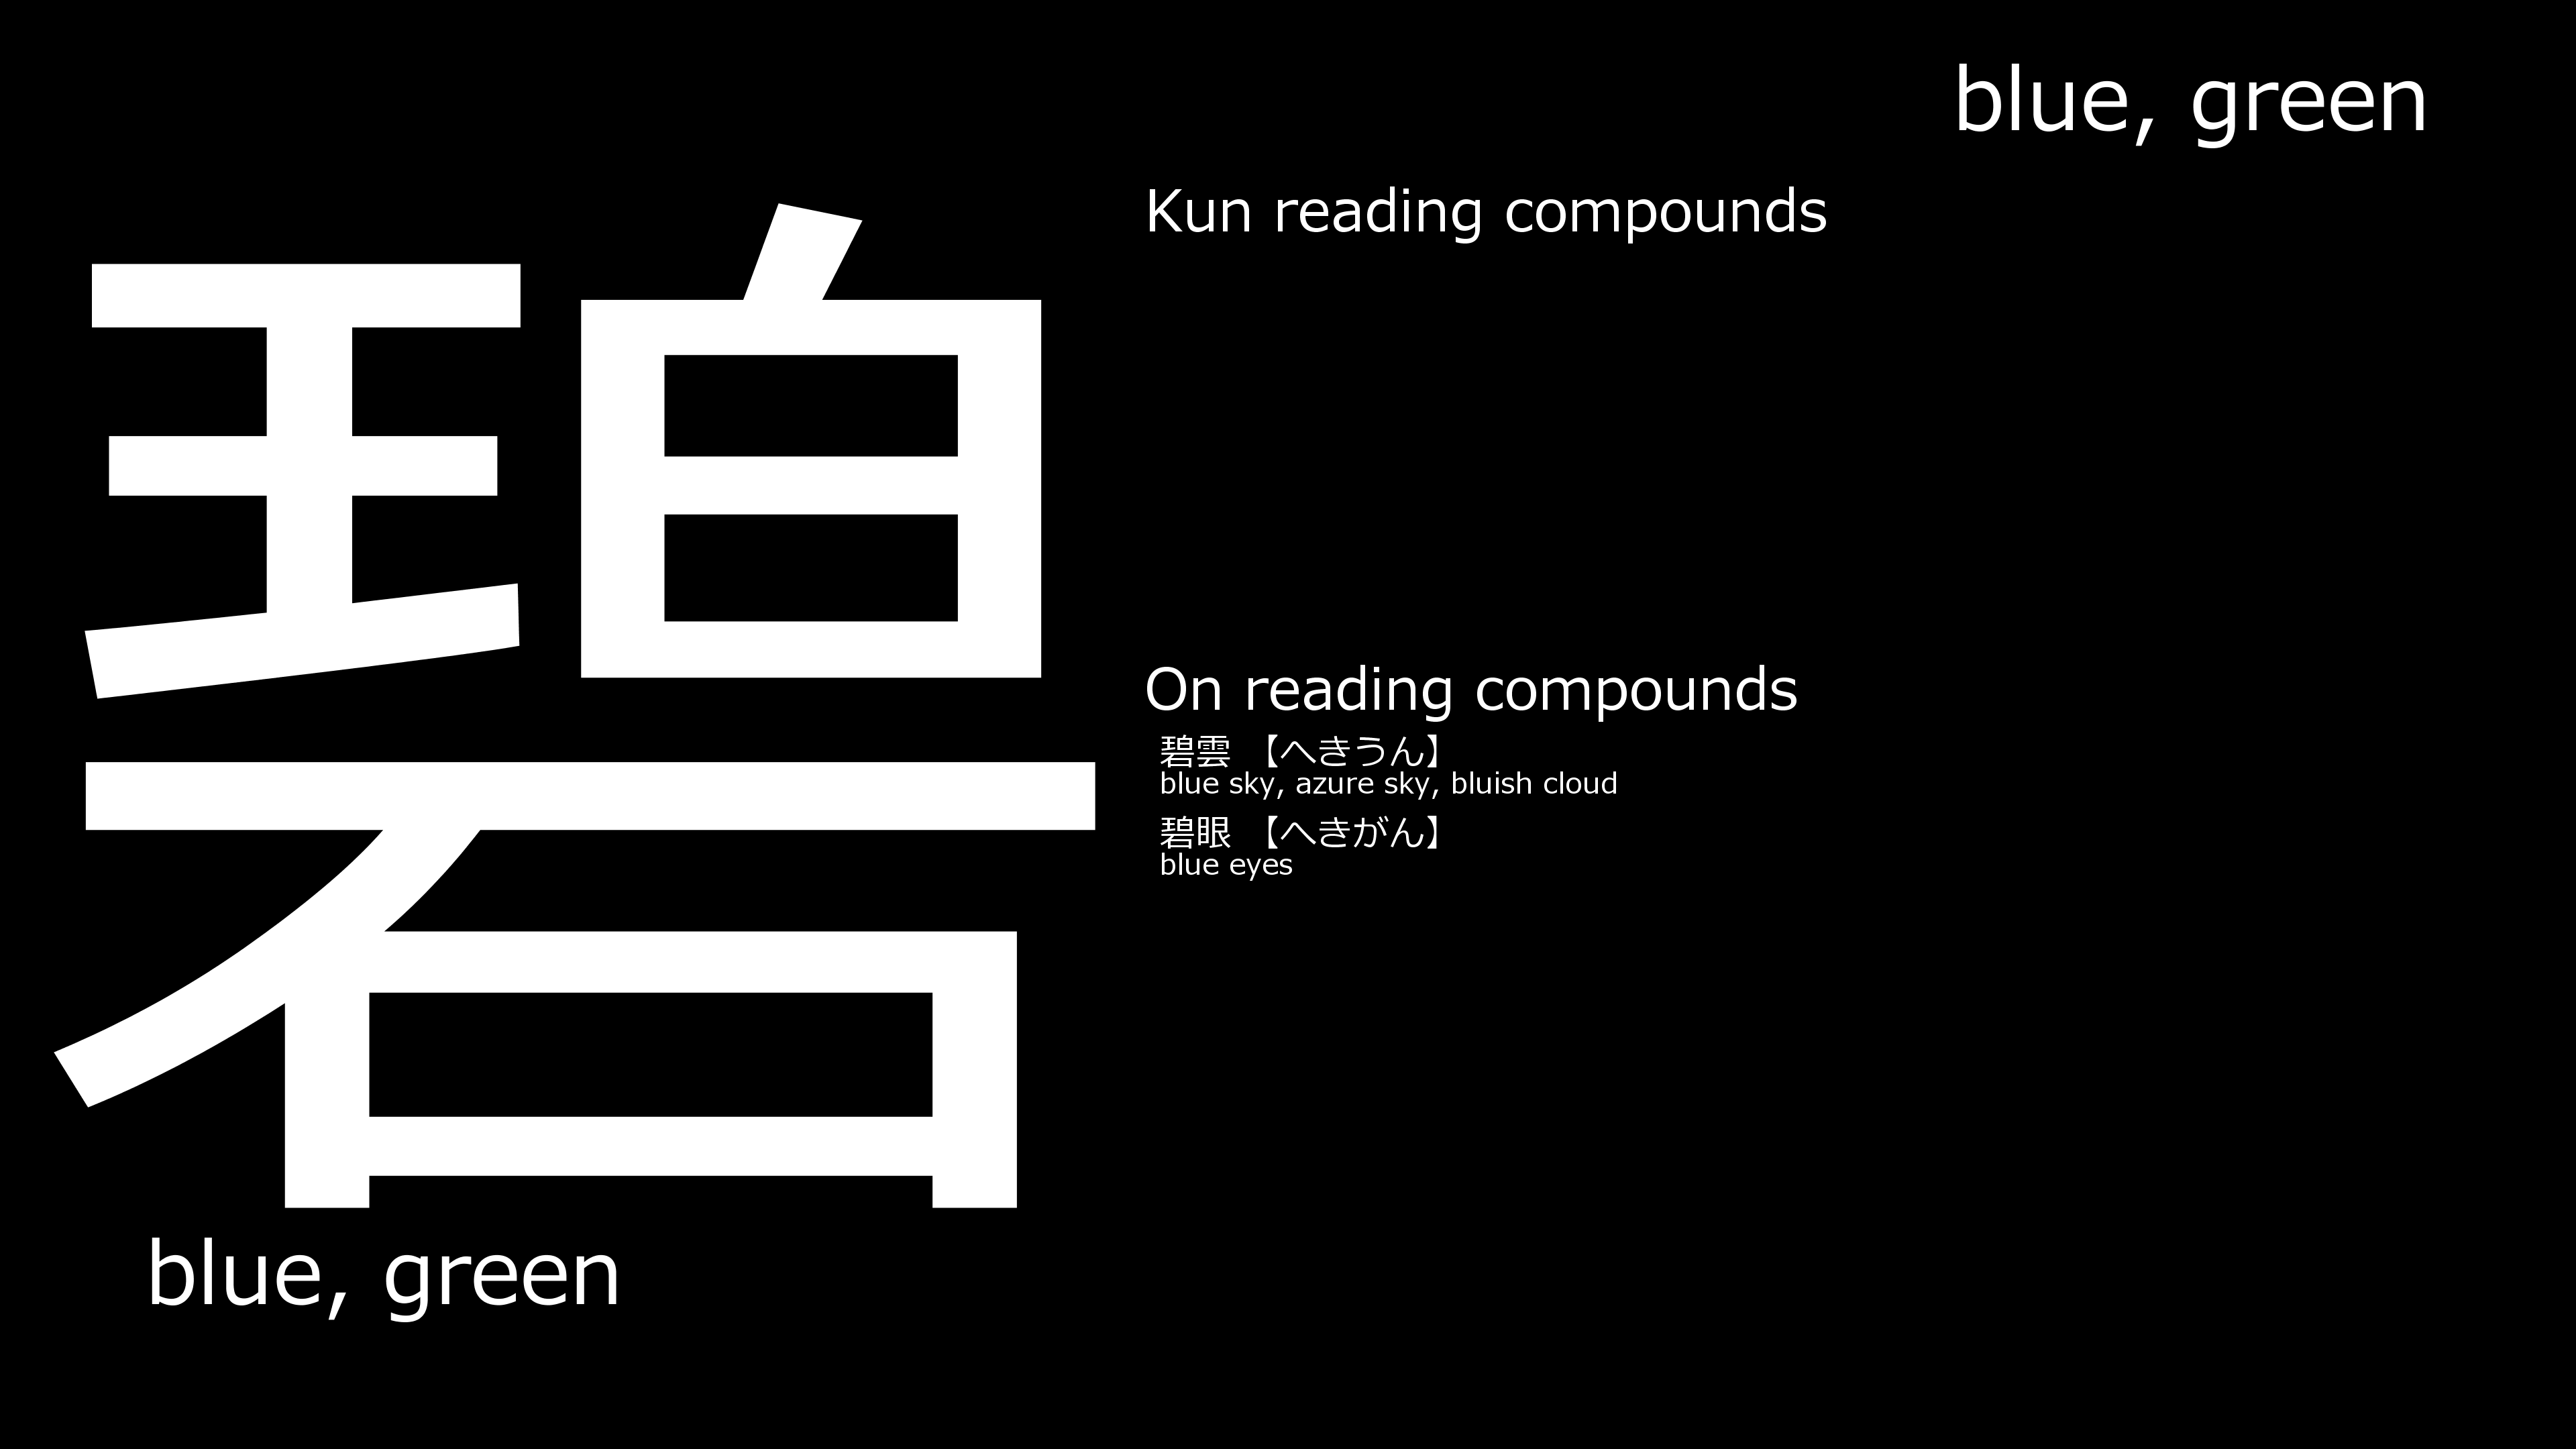 碧
blue, green
blue, green
Kun reading compounds
On reading compounds
碧雲 【へきうん】
blue sky, azure sky, bluish cloud
碧眼 【へきがん】
blue eyes